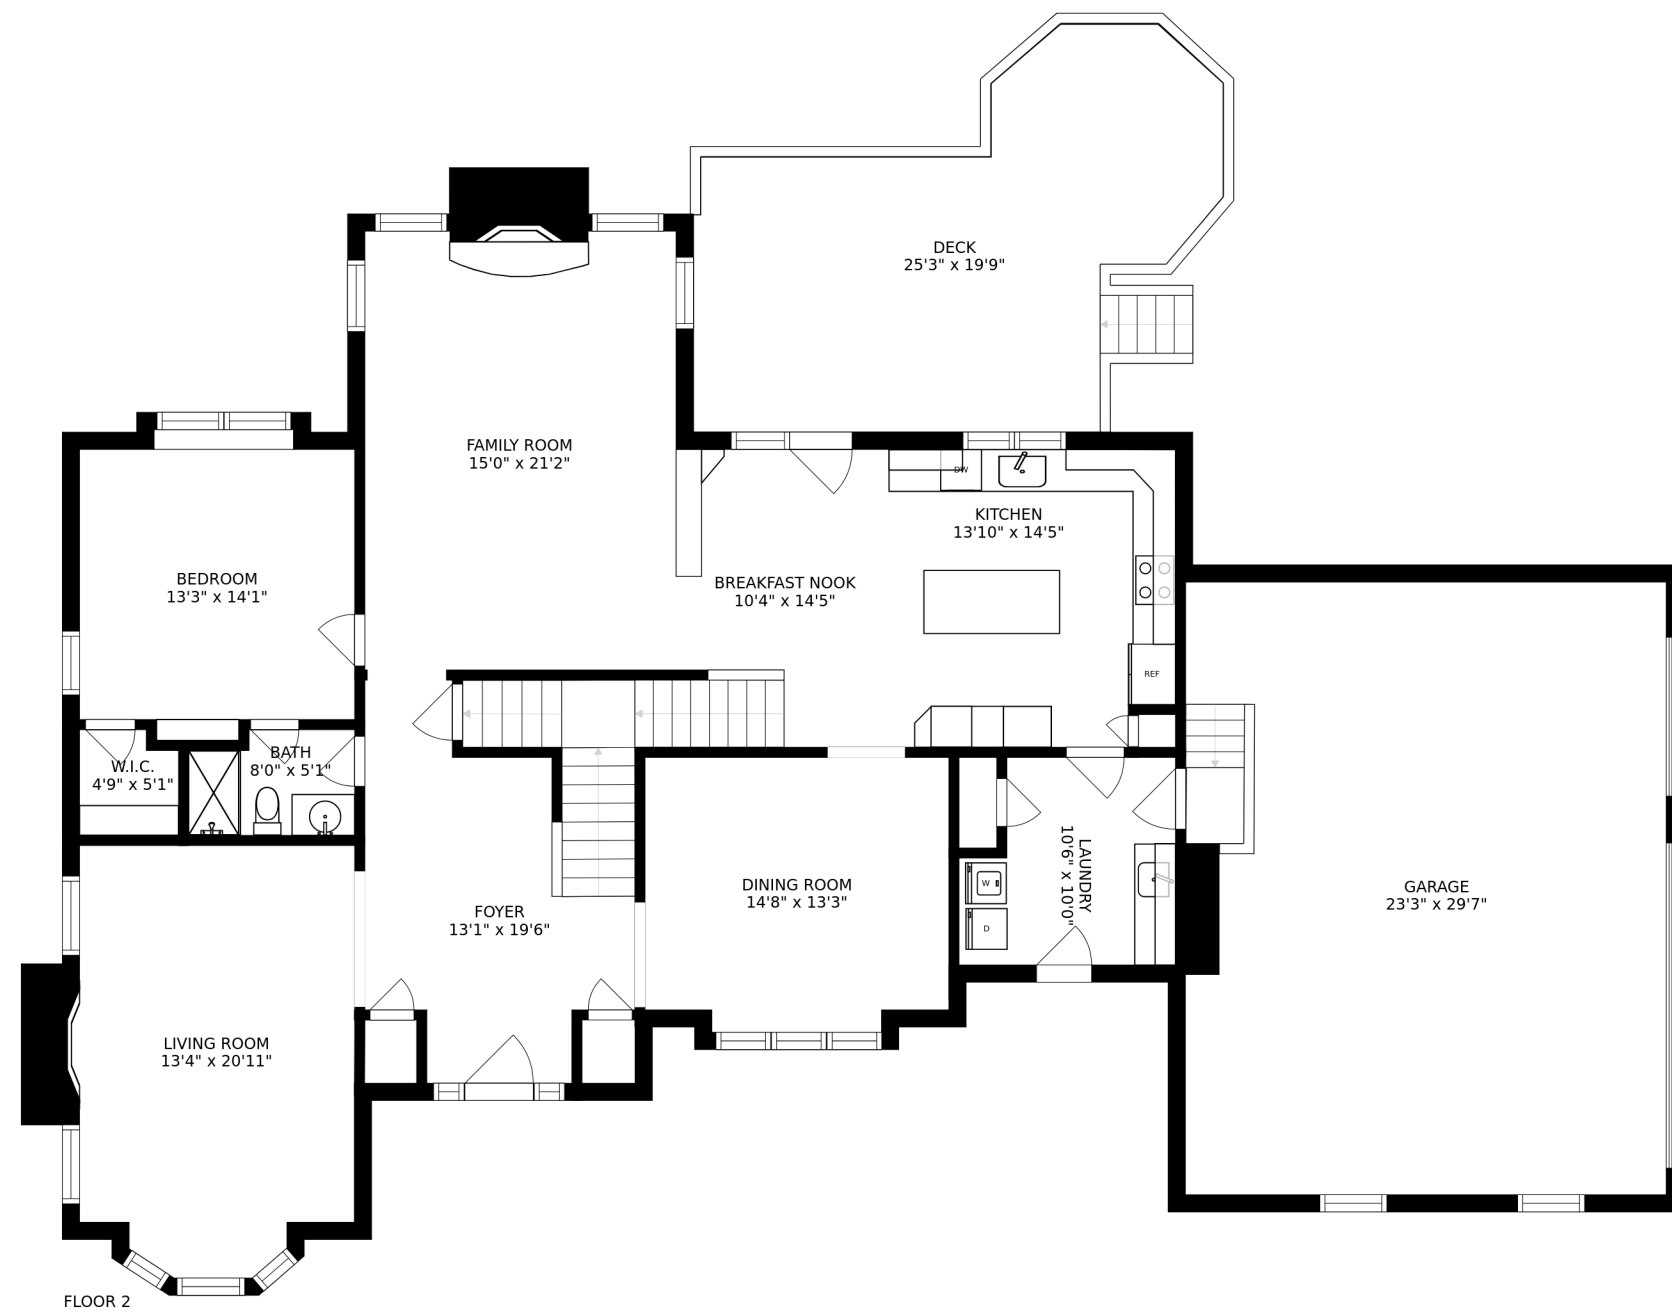 DECK
25'3" x 19'9"
FAMILY ROOM
15'0" x 21'2"
DW
KITCHEN
13'10" x 14'5"
BEDROOM
13'3" x 14'1"
BREAKFAST NOOK
10'4" x 14'5"
REF
BATH
8'0" x 5'1"
W.I.C.
4'9" x 5'1"
LAUNDRY
10'6" x 10'0"
W
D
DINING ROOM
14'8" x 13'3"
GARAGE
23'3" x 29'7"
FOYER
13'1" x 19'6"
LIVING ROOM
13'4" x 20'11"
FLOOR 2